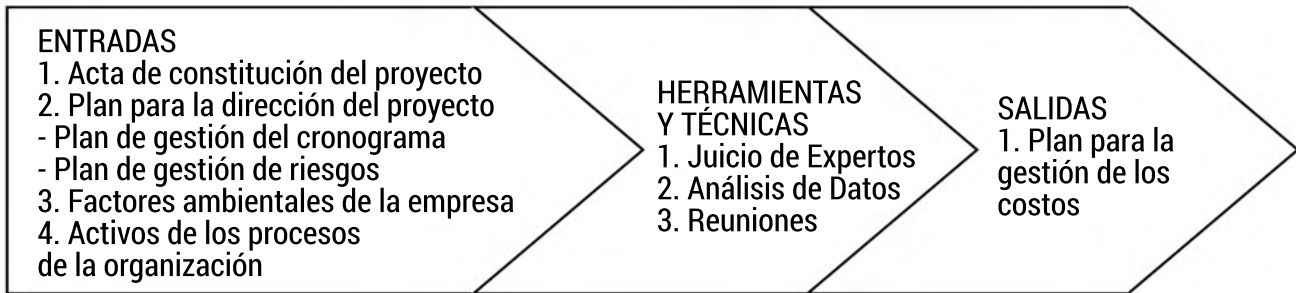 ENTRADAS
1. Acta de constitución del proyecto
2. Plan para la dirección del proyecto
- Plan de gestión del cronograma
- Plan de gestión de riesgos
3. Factores ambientales de la empresa
4. Activos de los procesos
de la organización
HERRAMIENTAS
Y TÉCNICAS
1. Juicio de Expertos
2. Análisis de Datos
3. Reuniones
SALIDAS
1. Plan para la
gestión de los
costos